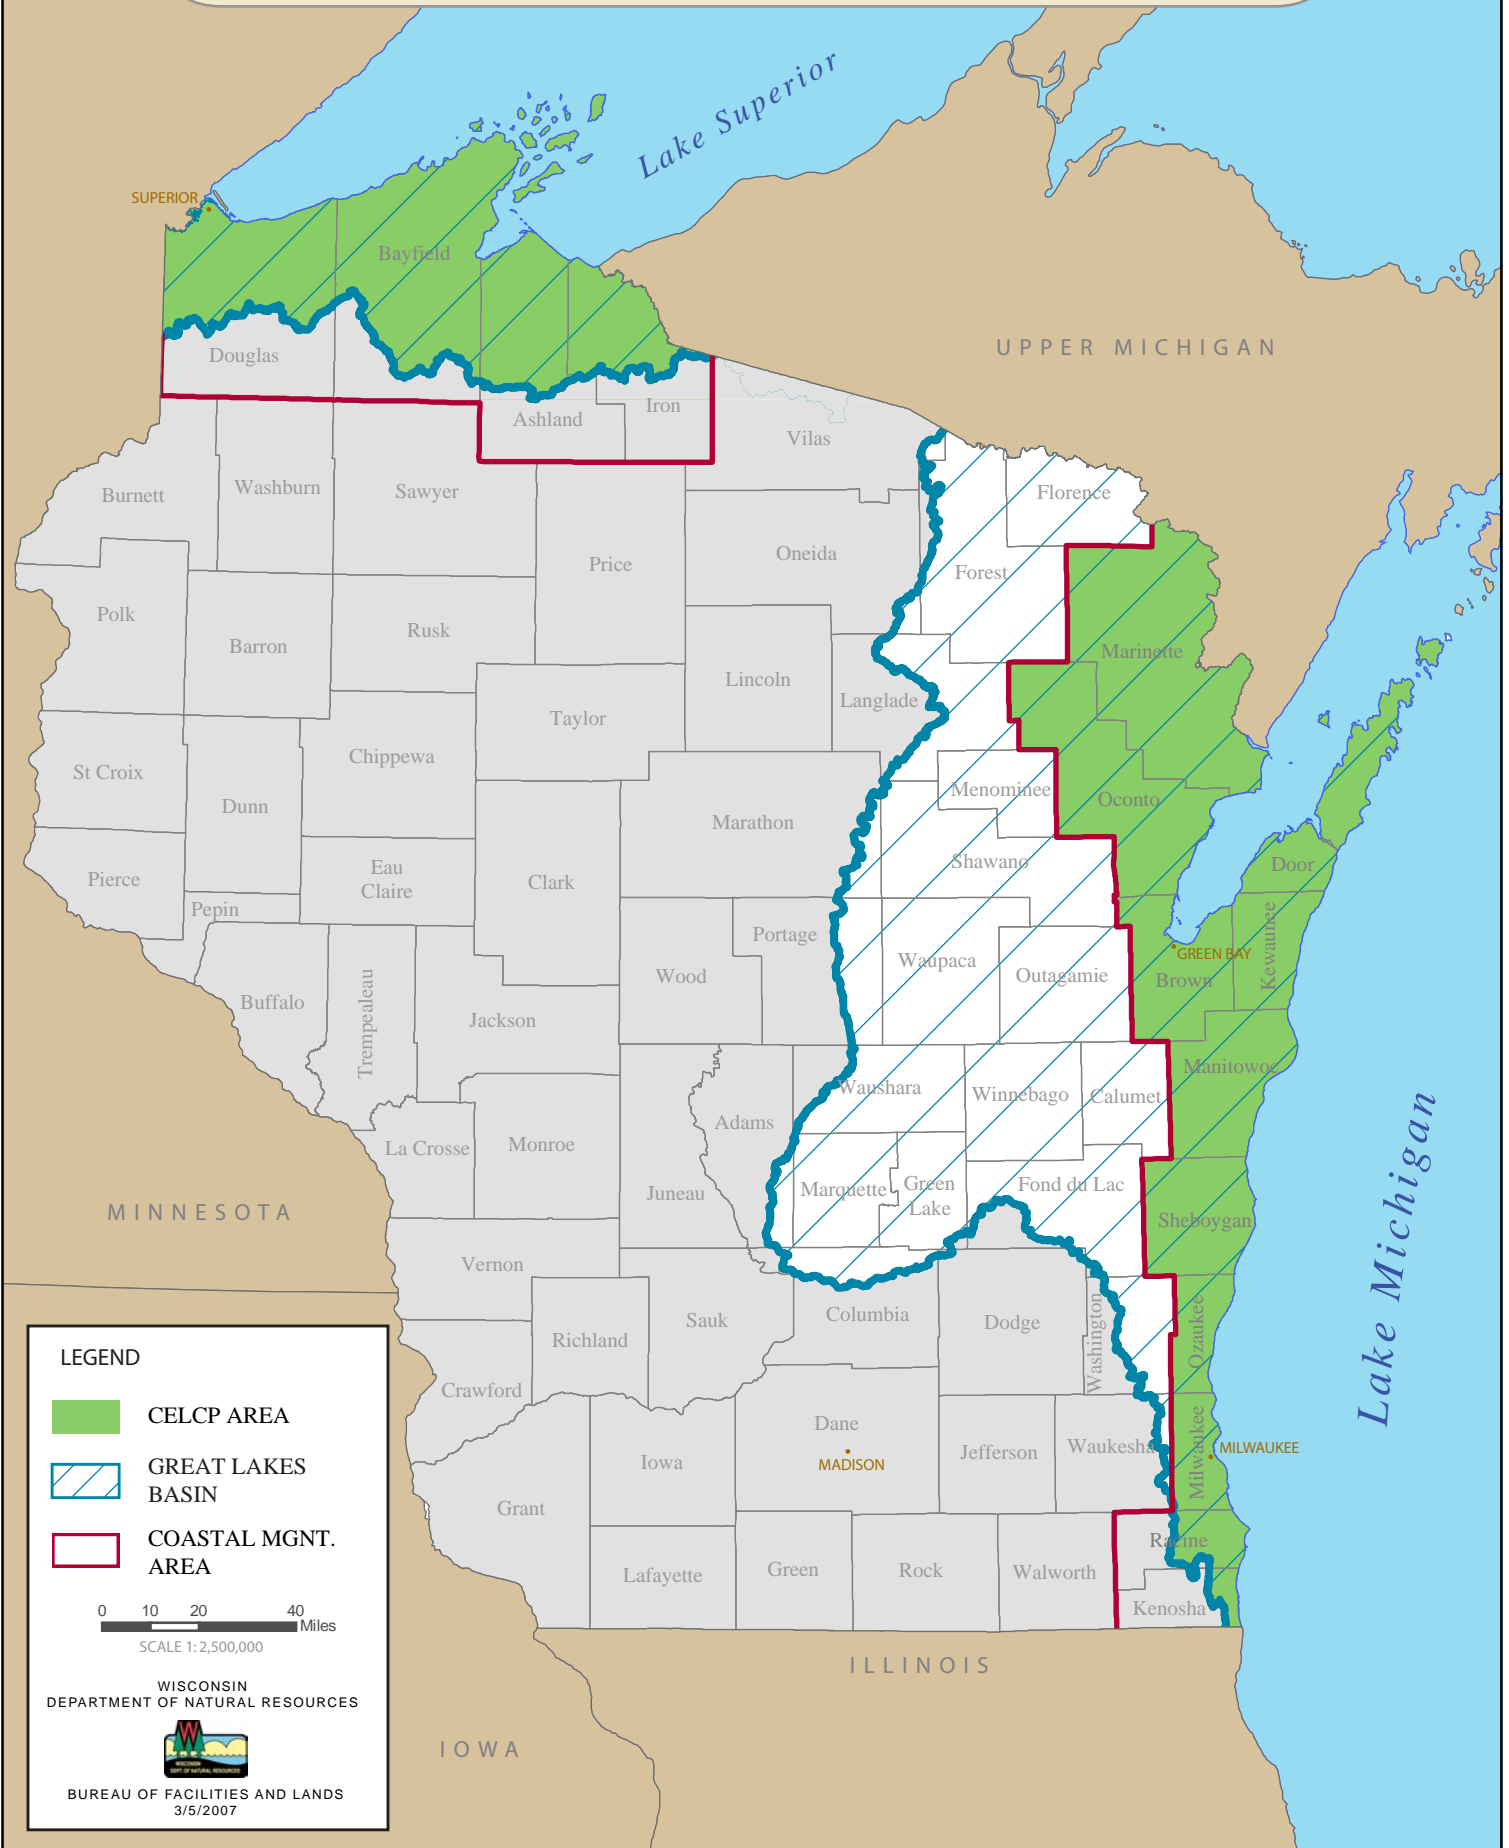 Lake Superior
SUPERIOR
Bayfield
UPPER MICHIGAN
Douglas
Iron
Ashland
Vilas
Burnett
Washburn
Sawyer
Florence
Price
Oneida
Forest
Polk
Barron
Rusk
Marinette
Lincoln
Langlade
Taylor
Chippewa
St Croix
Dunn
Menominee
Oconto
Marathon
Shawano
Door
Pierce
Eau
Claire
Clark
Pepin
Portage
Kewaunee
GREEN BAY
Wood
Waupaca
Outagamie
Brown
Buffalo
Trempealeau
Jackson
Manitowoc
Waushara
Winnebago
Calumet
Adams
La Crosse
Monroe
Juneau
Marquette
Green
Lake
Fond du Lac
Sheboygan
MINNESOTA
Lake Michigan
Vernon
Columbia
Dodge
Washington
Ozaukee
Sauk
Richland
Crawford
Dane
MADISON
Jefferson
Waukesha
Milwaukee
MILWAUKEE
Iowa
Grant
Racine
Lafayette
Green
Rock
Walworth
Kenosha
ILLINOIS
IOWA
LEGEND
CELCP AREA
GREAT LAKES
BASIN
COASTAL MGNT.
AREA
0 10 20 40
Miles
SCALE 1:2,500,000
WISCONSIN
DEPARTMENT OF NATURAL RESOURCES
W
WISCONSIN
DEPT. OF NATURAL RESOURCES
BUREAU OF FACILITIES AND LANDS
3/5/2007